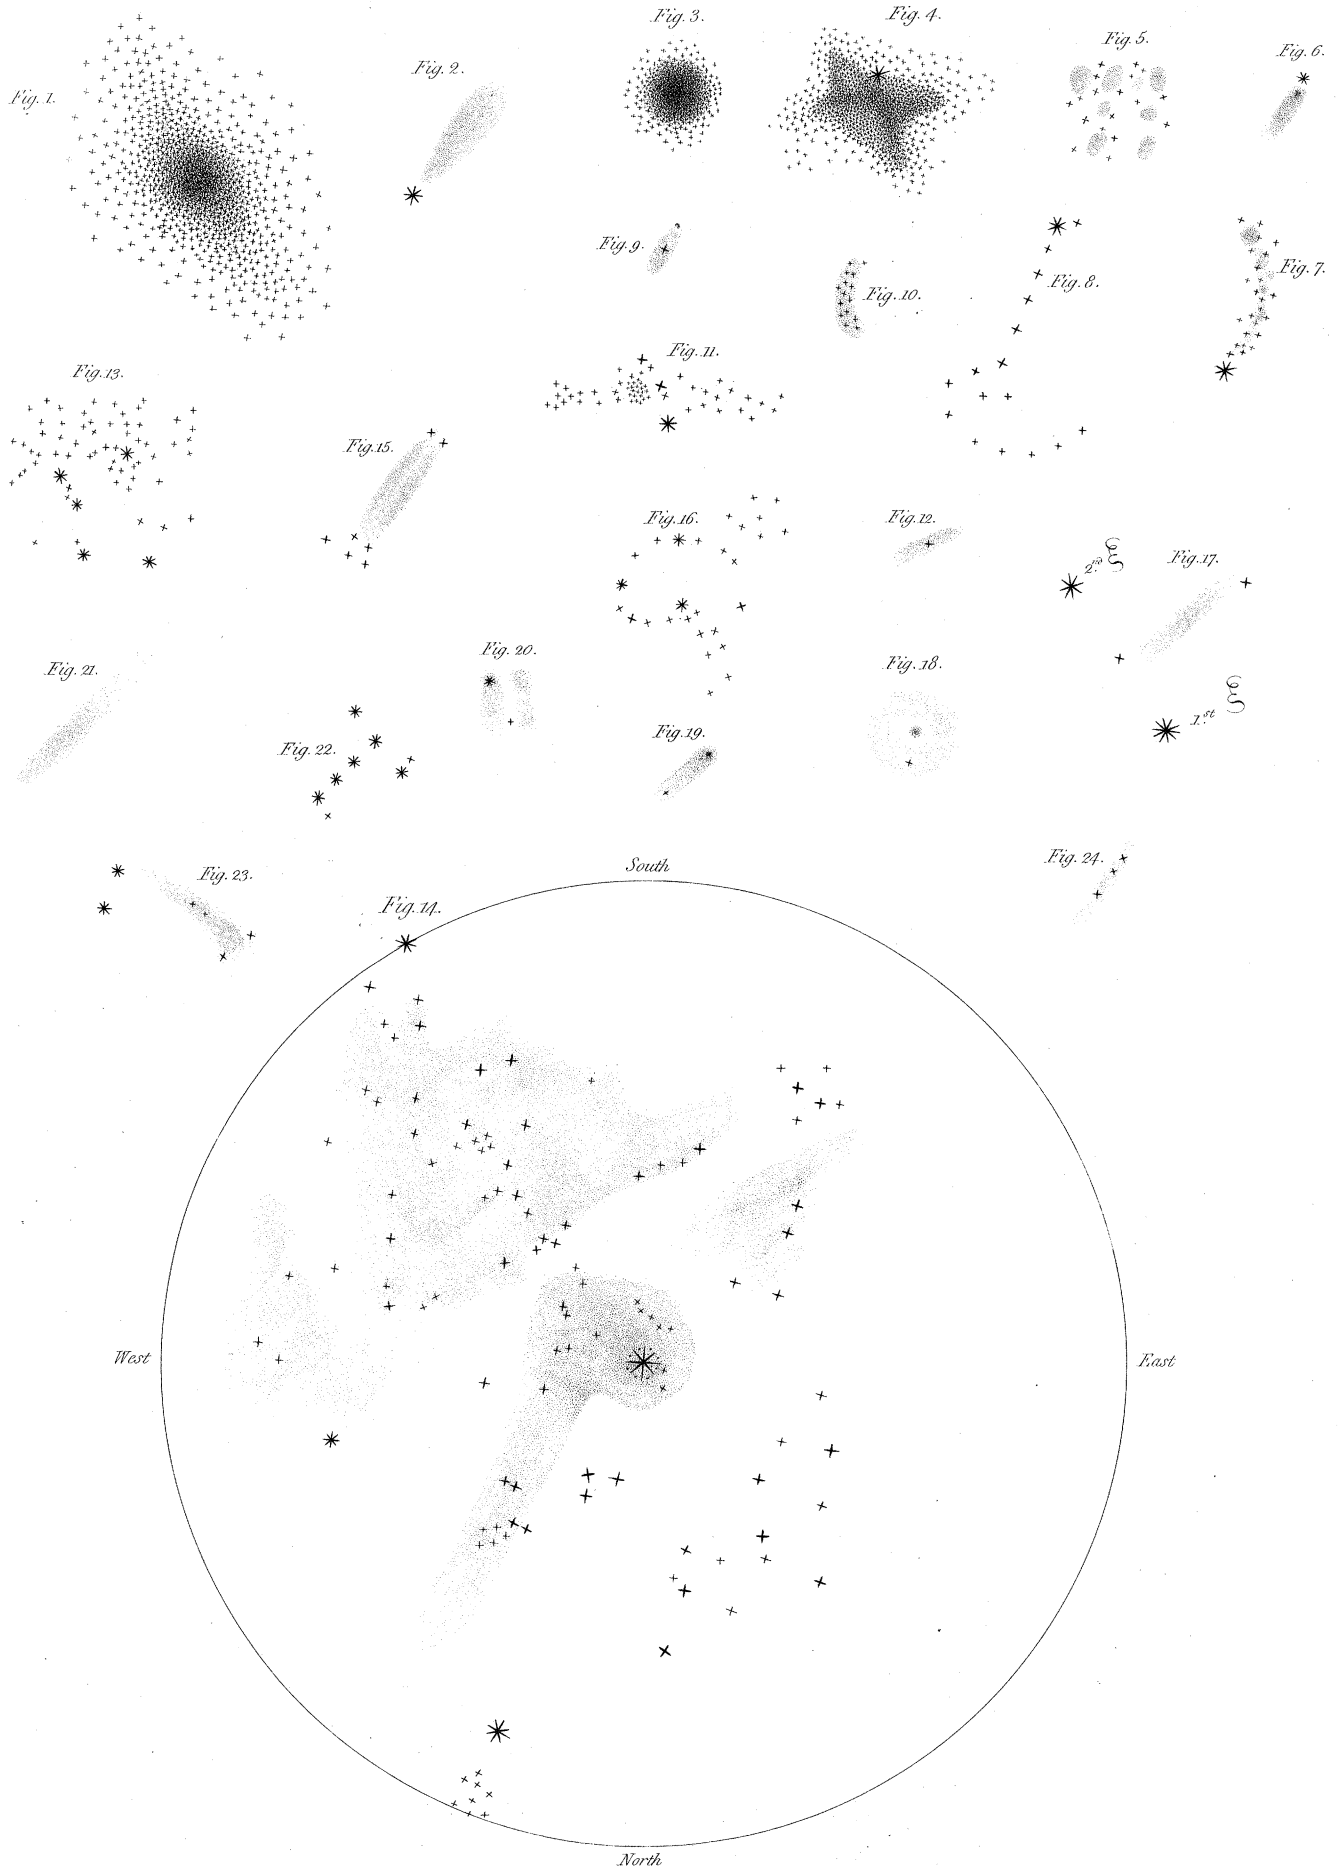 Fig. 1.
Fig. 2.
Fig. 3.
Fig. 4.
Fig. 5.
Fig. 6.
Fig. 9.
Fig. 10.
Fig. 8.
Fig. 7.
Fig. 11.
Fig. 13.
Fig. 15.
Fig. 16.
Fig. 12.
2.nd ξ
Fig. 17.
Fig. 21.
Fig. 20.
Fig. 18.
1.st ξ
Fig. 22.
Fig. 19.
Fig. 23.
Fig. 14.
South
Fig. 24.
West
East
North